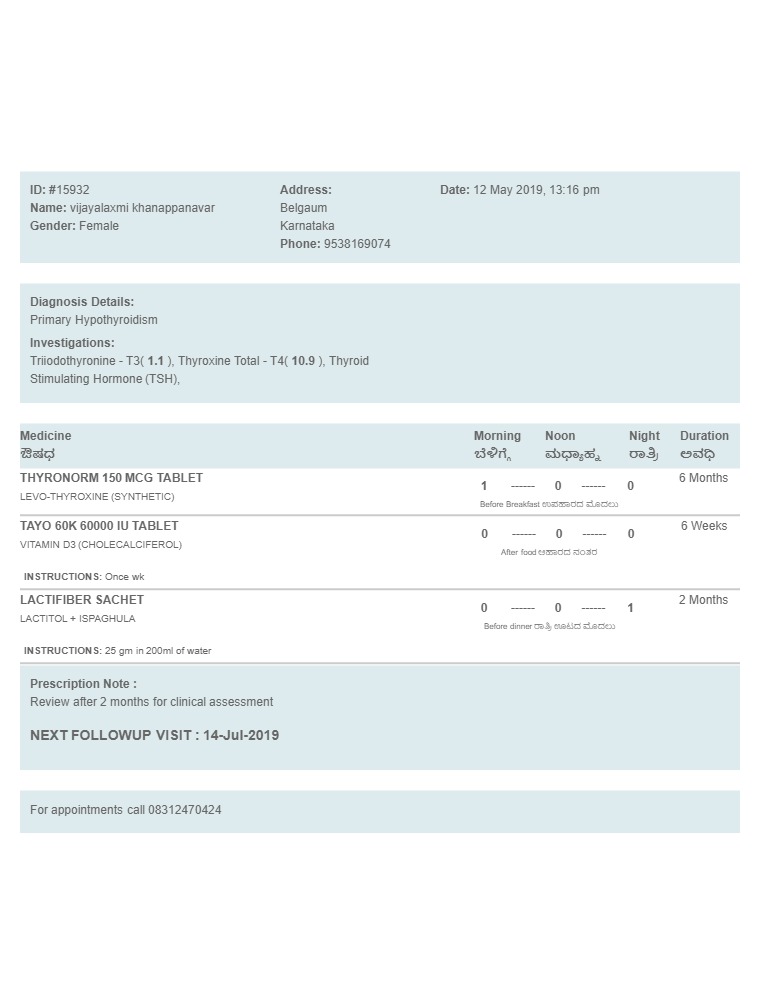 ID: #15932
Name: vijayalaxmi khanappanavar
Gender: Female
Address:
Belgaum
Karnataka
Phone: 9538169074
Date: 12 May 2019, 13:16 pm
Diagnosis Details:
Primary Hypothyroidism
Investigations:
Triiodothyronine - T3( 1.1 ), Thyroxine Total - T4( 10.9 ), Thyroid
Stimulating Hormone (TSH),
Medicine Morning Noon Night Duration
ಔಷಧ ಬೆಳಿಗ್ಗೆ ಮಧ್ಯಾಹ್ನ ರಾತ್ರಿ ಅವಧಿ
THYRONORM 150 MCG TABLET 1 ------ 0 ------ 0 6 Months
LEVO-THYROXINE (SYNTHETIC)
Before Breakfast ಉಪಹಾರದ ಮೊದಲು
TAYO 60K 60000 IU TABLET 0 ------ 0 ------ 0 6 Weeks
VITAMIN D3 (CHOLECALCIFEROL)
After food ಆಹಾರದ ನಂತರ
INSTRUCTIONS: Once wk
LACTIFIBER SACHET 0 ------ 0 ------ 1 2 Months
LACTITOL + ISPAGHULA
Before dinner ರಾತ್ರಿ ಊಟದ ಮೊದಲು
INSTRUCTIONS: 25 gm in 200ml of water
Prescription Note :
Review after 2 months for clinical assessment
NEXT FOLLOWUP VISIT : 14-Jul-2019
For appointments call 08312470424